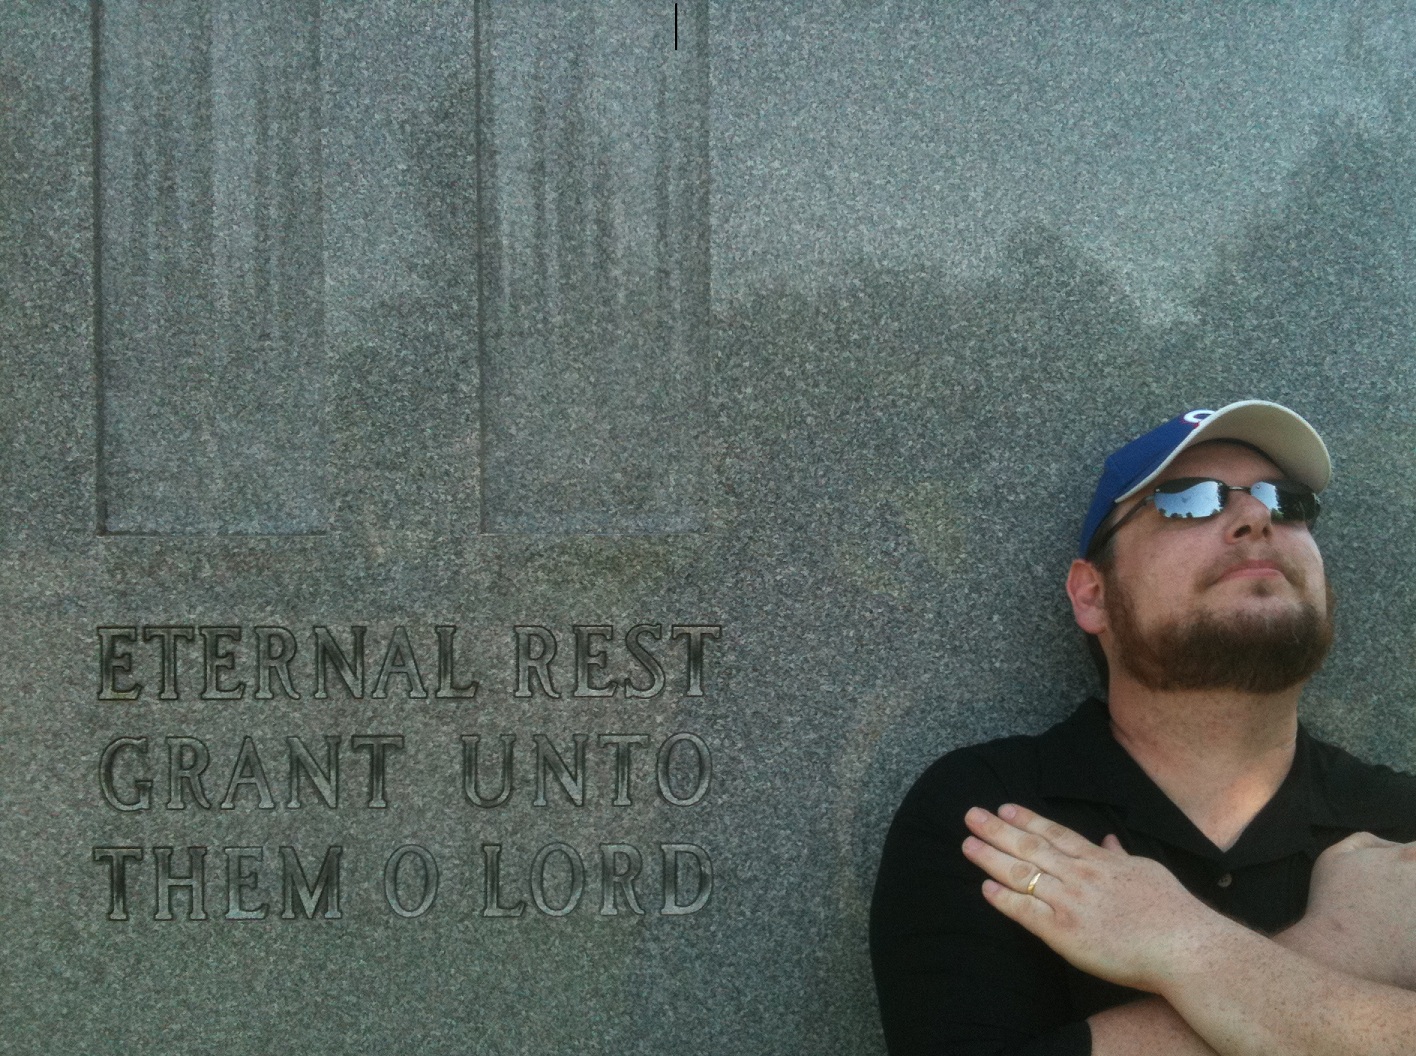 ETERNAL REST
GRANT UNTO
THEM O LORD